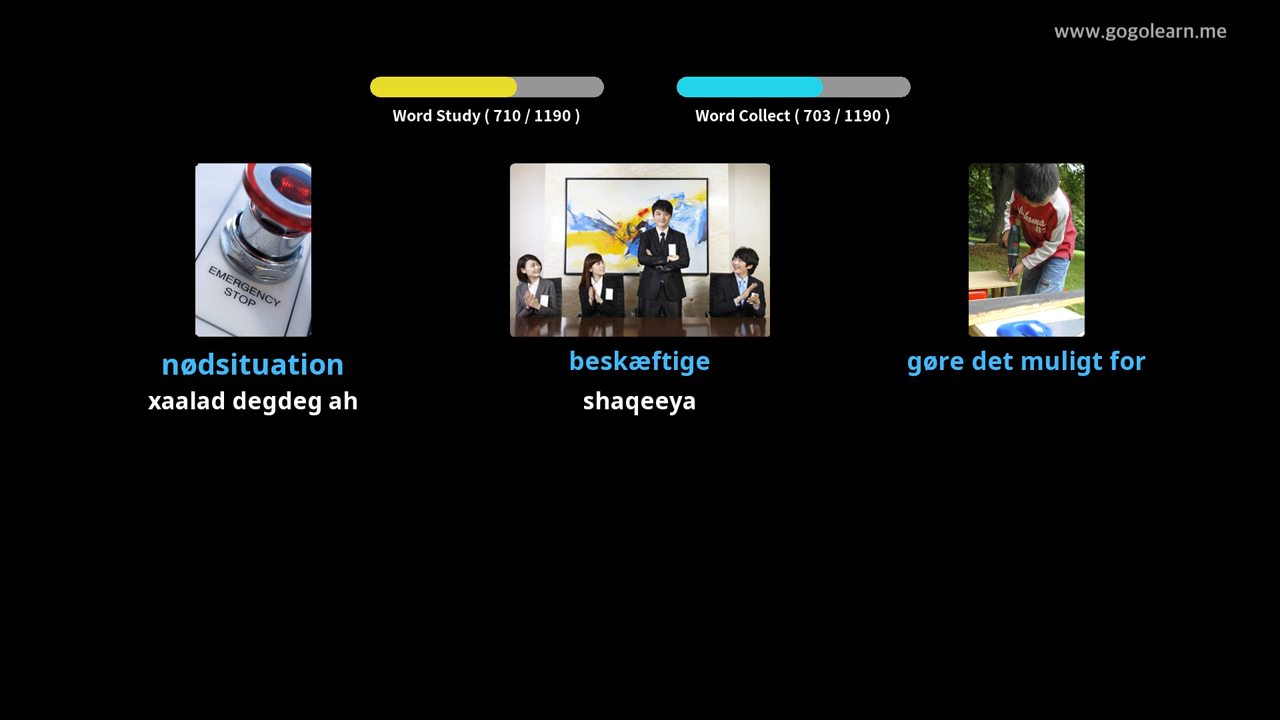 www.gogolearn.me
Word Study ( 710 / 1190 )
Word Collect ( 703 / 1190 )
EMERGENCY
STOP
nødsituation
xaalad degdeg ah
beskæftige
shaqeeya
gøre det muligt for